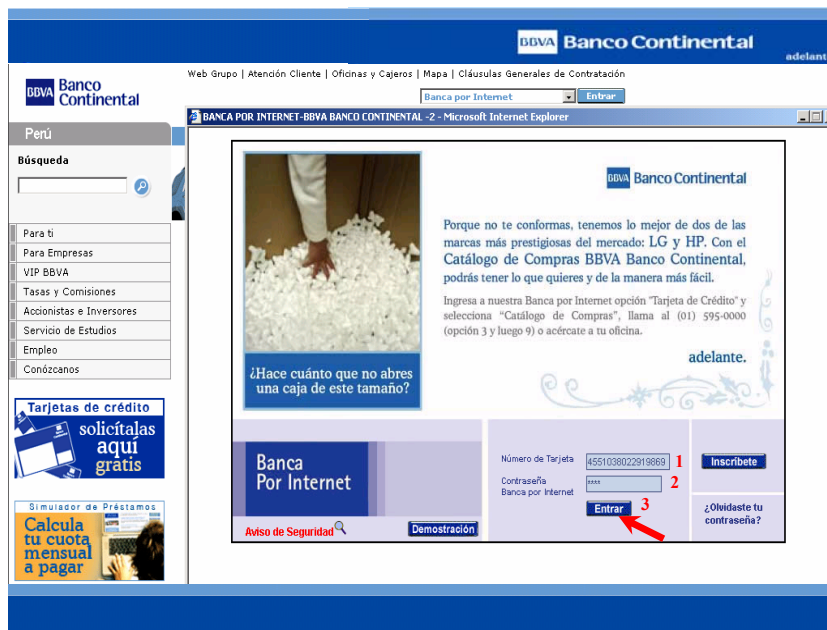 BBVA Banco Continental
adelant
Web Grupo | Atención Cliente | Oficinas y Cajeros | Mapa | Cláusulas Generales de Contratación
BBVA Banco Continental
Banca por Internet Entrar
BANCA POR INTERNET-BBVA BANCO CONTINENTAL -2 - Microsoft Internet Explorer
Perú
Búsqueda
Para ti
Para Empresas
VIP BBVA
Tasas y Comisiones
Accionistas e Inversores
Servicio de Estudios
Empleo
Conózcanos
Tarjetas de crédito
solicítalas
aquí
gratis
Simulador de Préstamos
Calcula
tu cuota
mensual
a pagar
¿Hace cuánto que no abres
una caja de este tamaño?
BBVA Banco Continental
Porque no te conformas, tenemos lo mejor de dos de las
marcas más prestigiosas del mercado: LG y HP. Con el
Catálogo de Compras BBVA Banco Continental,
podrás tener lo que quieres y de la manera más fácil.
Ingresa a nuestra Banca por Internet opción "Tarjeta de Crédito" y
selecciona "Catálogo de Compras", llama al (01) 595-0000
(opción 3 y luego 9) o acércate a tu oficina.
adelante.
Banca
Por Internet
Aviso de Seguridad
Demostración
Número de Tarjeta 4551038022919869 1
Contraseña
Banca por Internet **** 2
Entrar 3
Inscríbete
¿Olvidaste tu
contraseña?